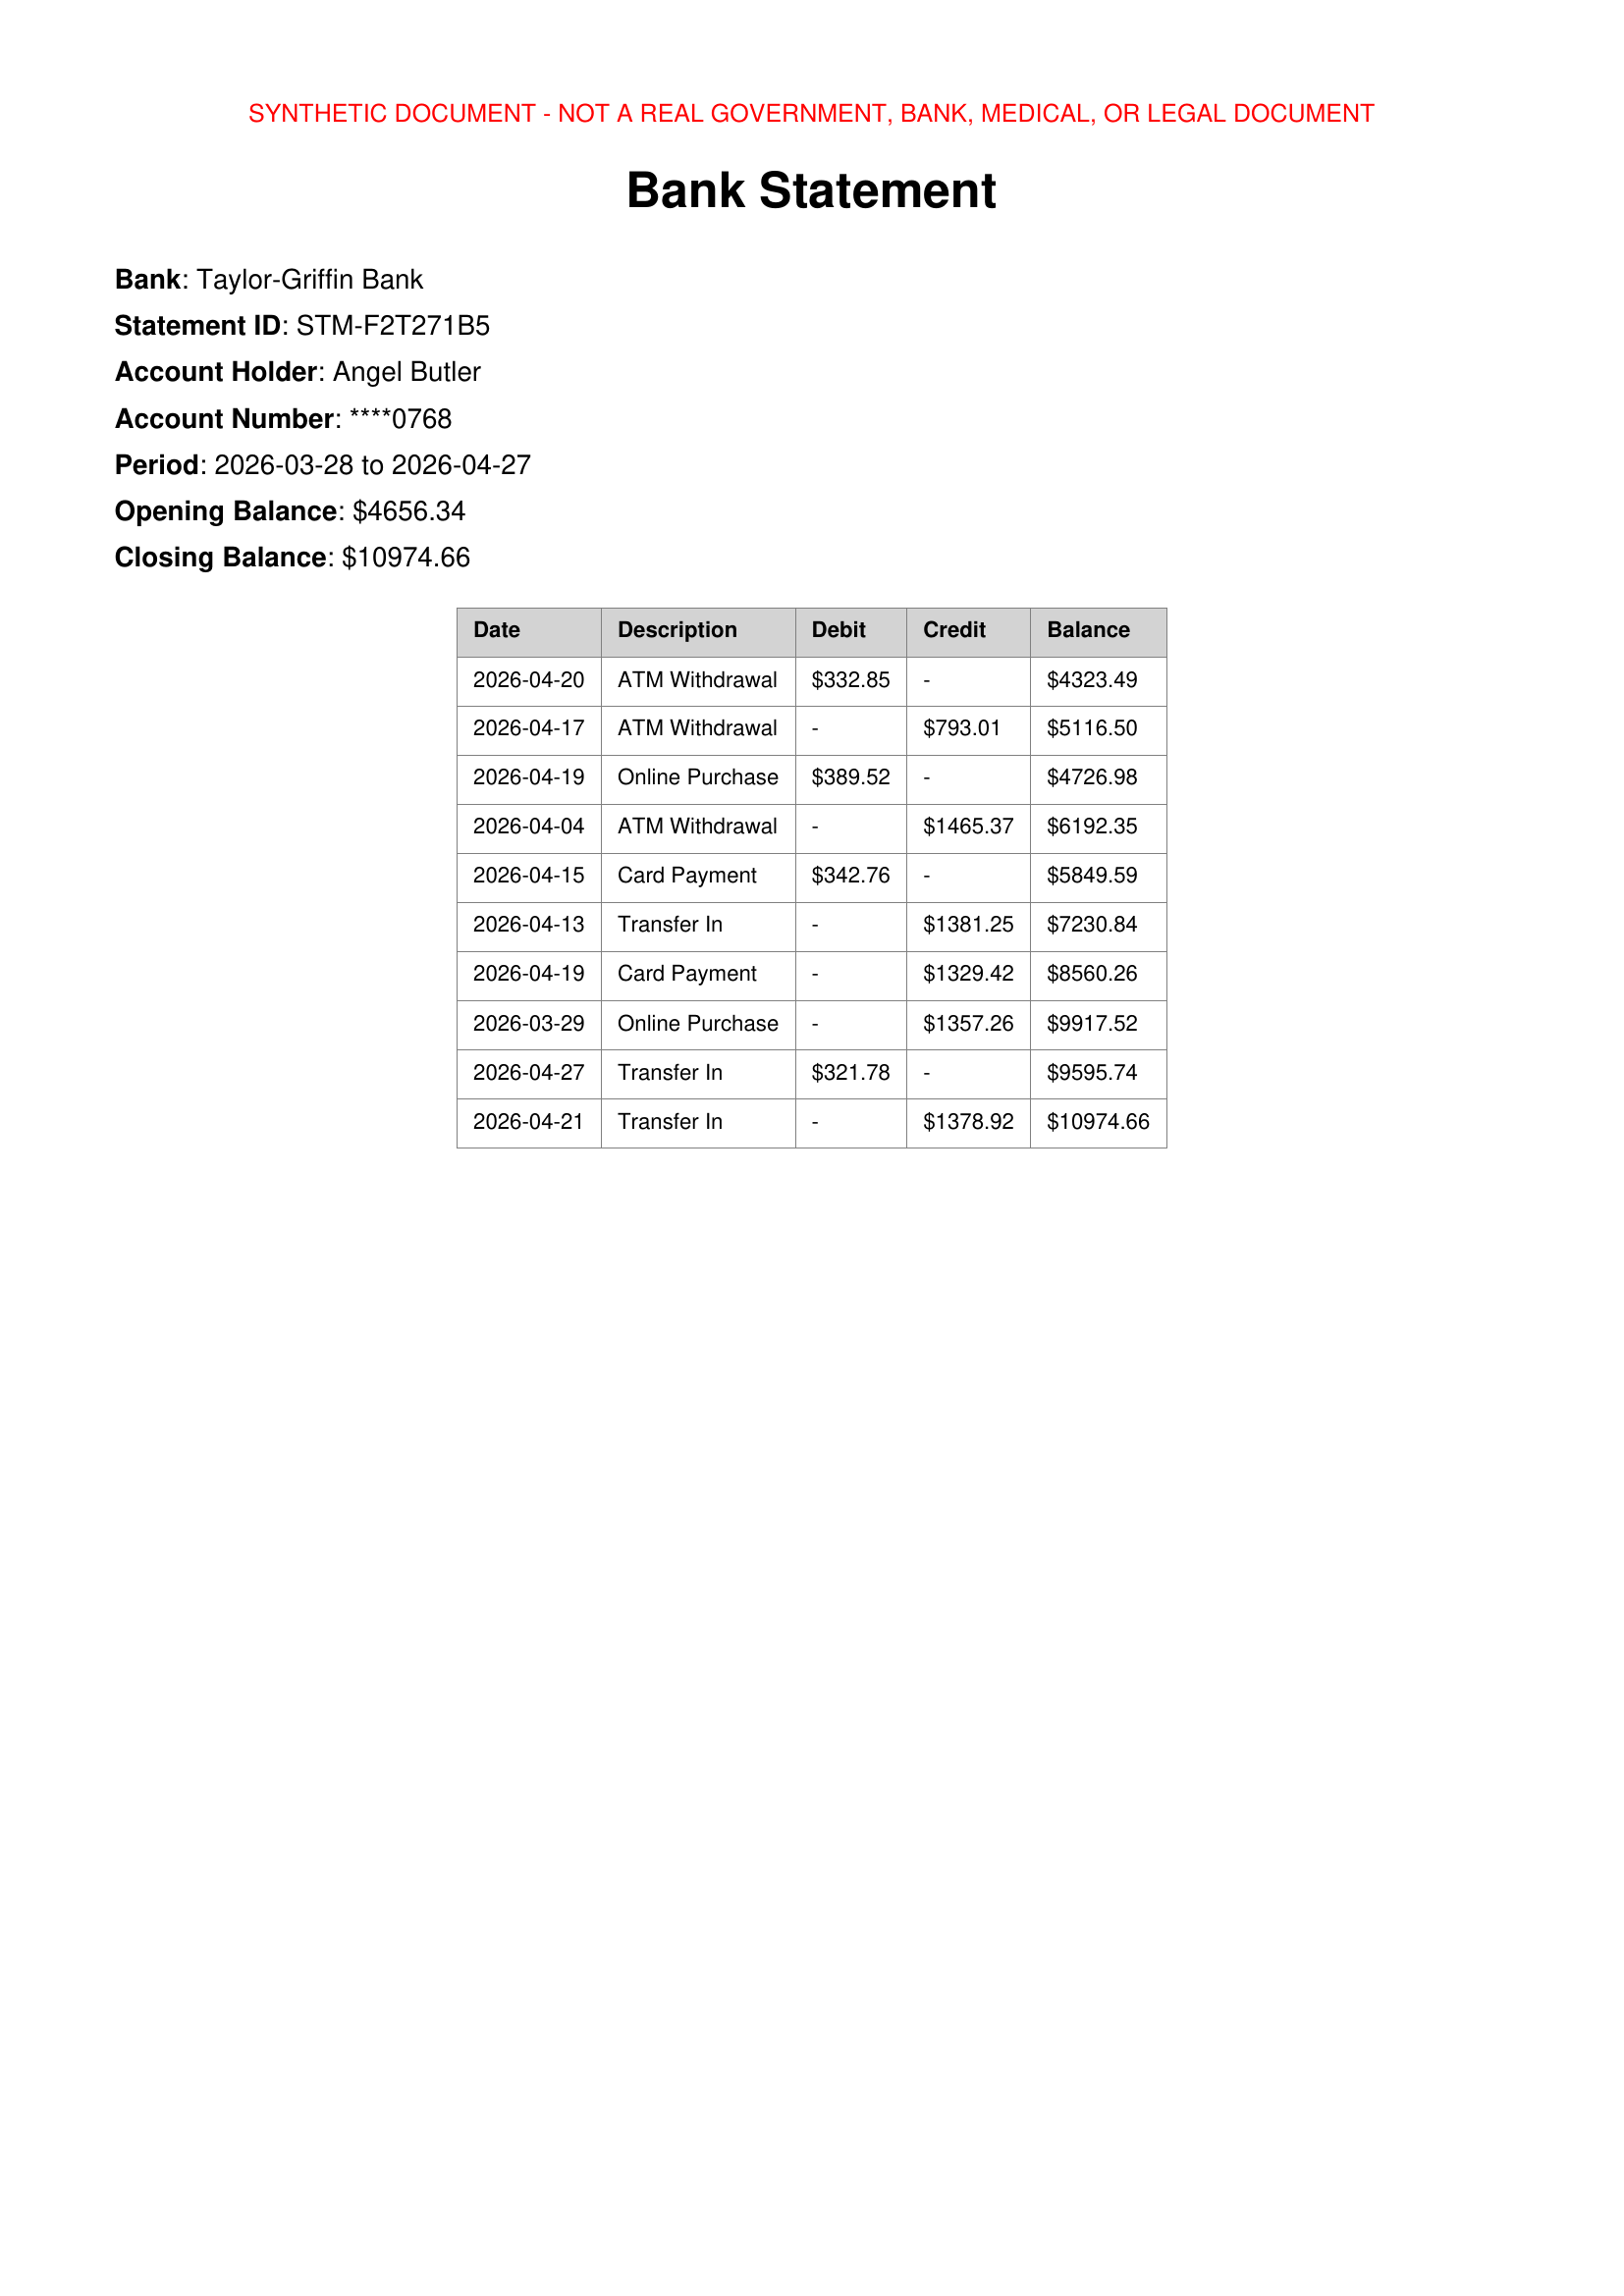 SYNTHETIC DOCUMENT - NOT A REAL GOVERNMENT, BANK, MEDICAL, OR LEGAL DOCUMENT
Bank Statement
Bank: Taylor-Griffin Bank
Statement ID: STM-F2T271B5
Account Holder: Angel Butler
Account Number: ****0768
Period: 2026-03-28 to 2026-04-27
Opening Balance: $4656.34
Closing Balance: $10974.66
Date Description Debit Credit Balance
2026-04-20 ATM Withdrawal $332.85 - $4323.49
2026-04-17 ATM Withdrawal - $793.01 $5116.50
2026-04-19 Online Purchase $389.52 - $4726.98
2026-04-04 ATM Withdrawal - $1465.37 $6192.35
2026-04-15 Card Payment $342.76 - $5849.59
2026-04-13 Transfer In - $1381.25 $7230.84
2026-04-19 Card Payment - $1329.42 $8560.26
2026-03-29 Online Purchase - $1357.26 $9917.52
2026-04-27 Transfer In $321.78 - $9595.74
2026-04-21 Transfer In - $1378.92 $10974.66